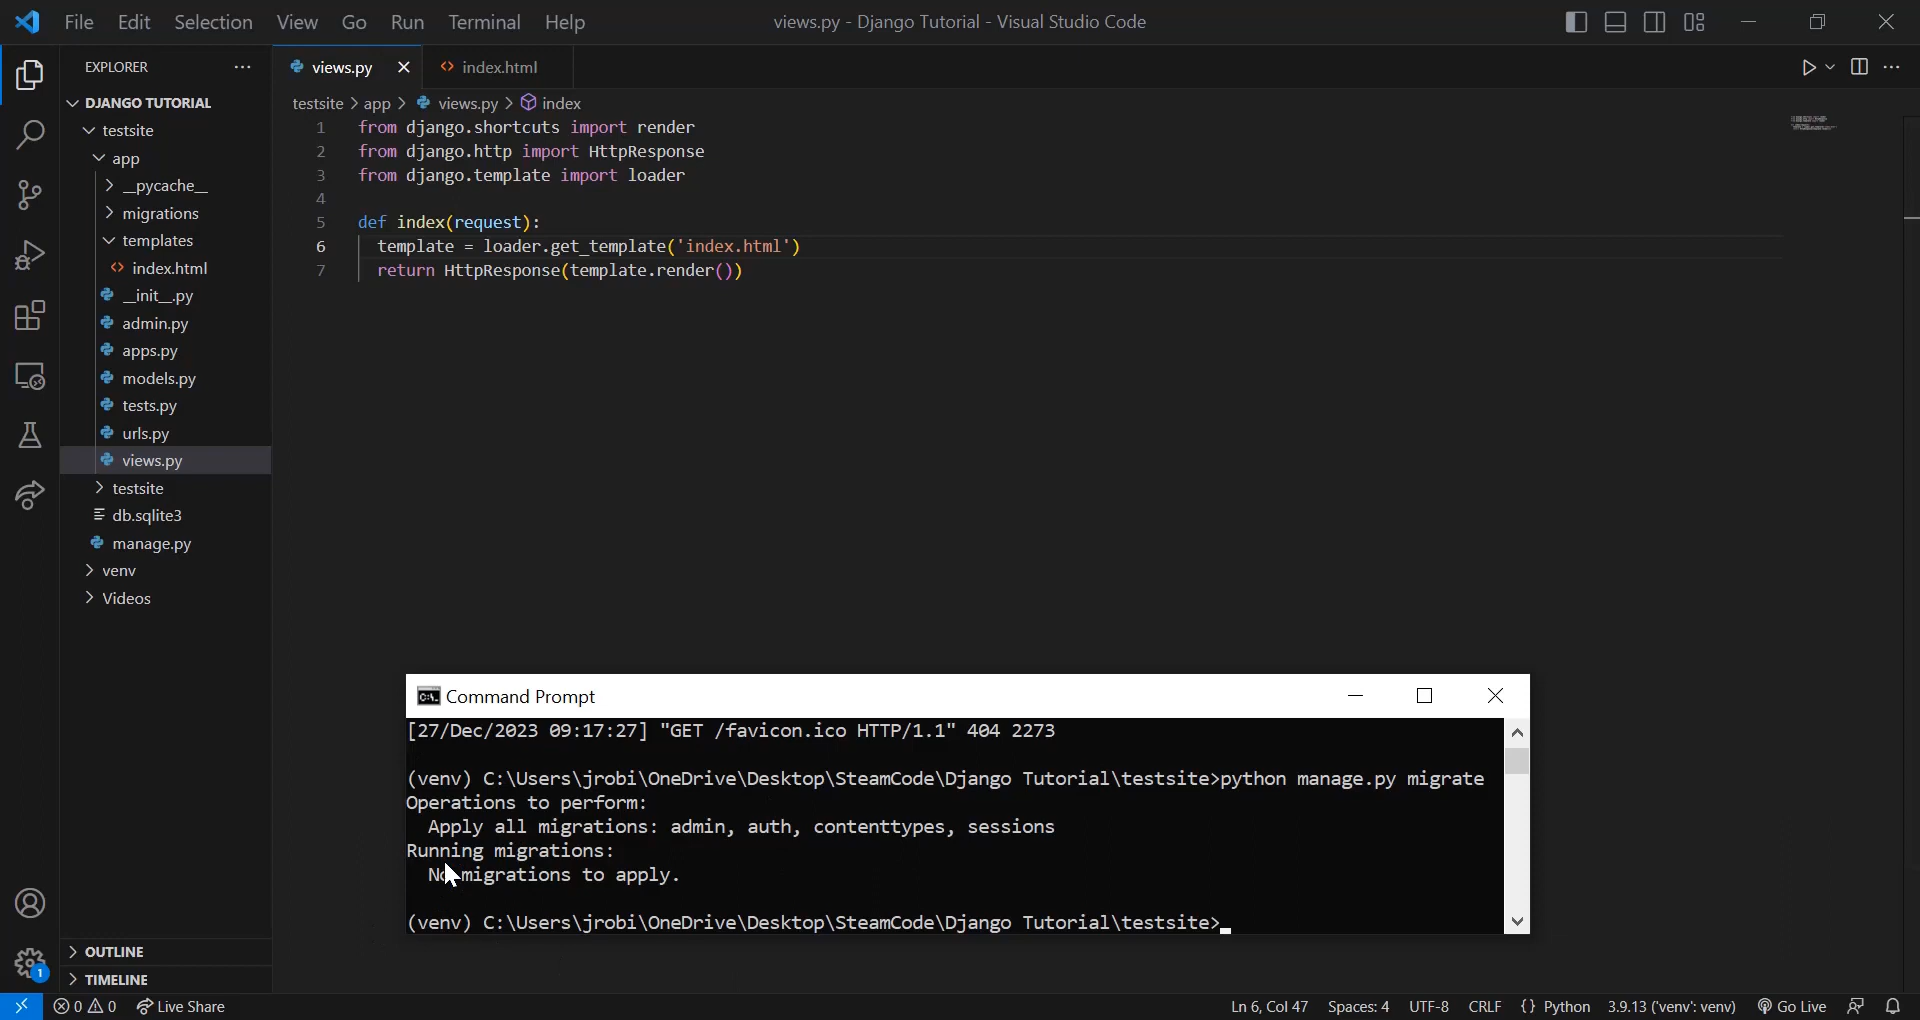 File Edit Selection View Go Run Terminal Help
views.py - Django Tutorial - Visual Studio Code
EXPLORER
DJANGO TUTORIAL
testsite
app
__pycache__
migrations
templates
index.html
__init__.py
admin.py
apps.py
models.py
tests.py
urls.py
views.py
testsite
db.sqlite3
manage.py
venv
Videos
OUTLINE
TIMELINE
views.py
index.html
testsite > app > views.py > index
1 from django.shortcuts import render
2 from django.http import HttpResponse
3 from django.template import loader
4
5 def index(request):
6 template = loader.get_template('index.html')
7 return HttpResponse(template.render())
Command Prompt
[27/Dec/2023 09:17:27] "GET /favicon.ico HTTP/1.1" 404 2273
(venv) C:\Users\jrobi\OneDrive\Desktop\SteamCode\Django Tutorial\testsite>python manage.py migrate
Operations to perform:
Apply all migrations: admin, auth, contenttypes, sessions
Running migrations:
No migrations to apply.
(venv) C:\Users\jrobi\OneDrive\Desktop\SteamCode\Django Tutorial\testsite>
1
0 0 Live Share
Ln 6, Col 47 Spaces: 4 UTF-8 CRLF {} Python 3.9.13 ('venv': venv) Go Live